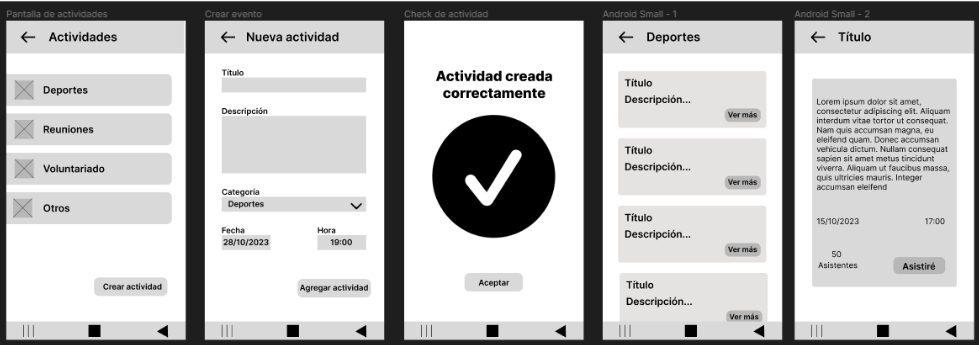 Pantalla de actividades
Actividades
Deportes
Reuniones
Voluntariado
Otros
Crear actividad
Crear evento
Nueva actividad
Título
Descripción
Categoría
Deportes
Fecha
Hora
28/10/2023
19:00
Agregar actividad
Check de actividad
Actividad creada
correctamente
Aceptar
Android Small - 1
Deportes
Título
Descripción...
Ver más
Título
Descripción...
Ver más
Título
Descripción...
Ver más
Título
Descripción...
Ver más
Android Small - 2
Título
Lorem ipsum dolor sit amet,
consectetur adipiscing elit. Aliquam
interdum vitae tortor ut consequat.
Nam quis accumsan magna, eu
eleifend quam. Donec accumsan
vehicula dictum. Nullam consequat
sapien sit amet metus tincidunt
viverra. Aliquam ut faucibus massa,
quis ultricies mauris. Integer
accumsan eleifend
15/10/2023
17:00
50
Asistentes
Asistiré